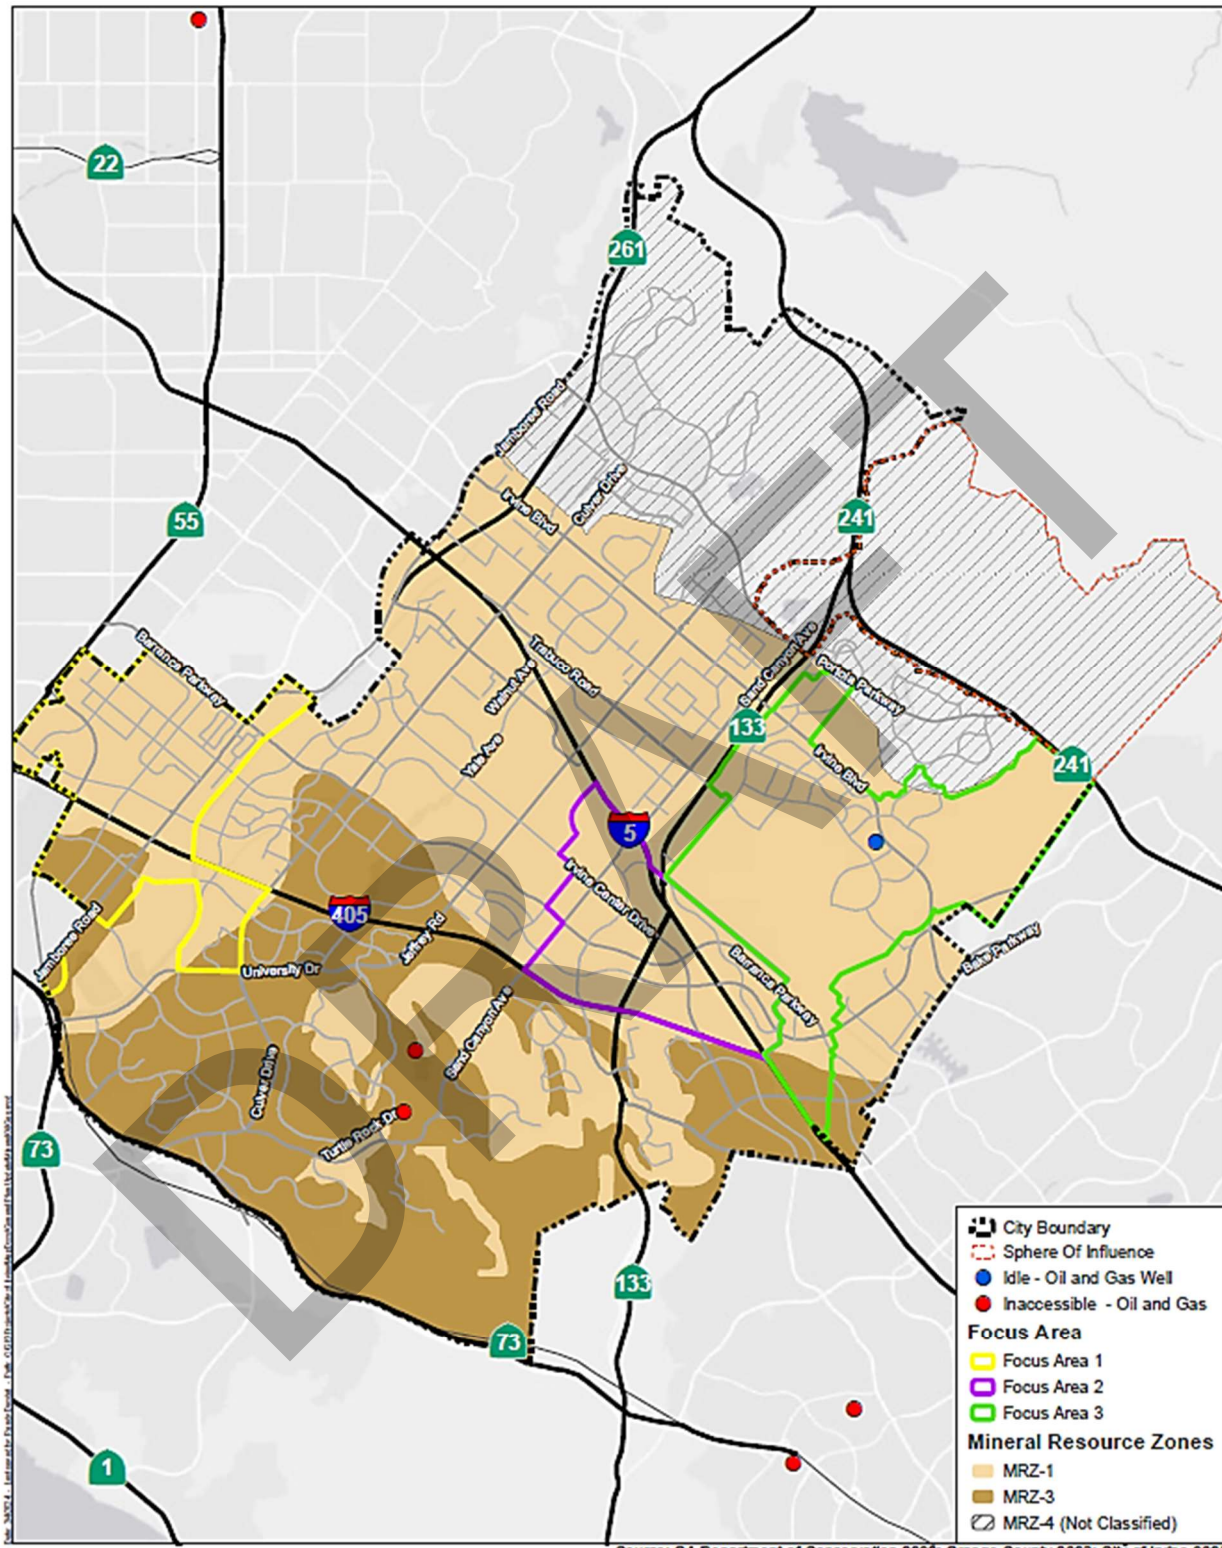 22
261
Jamboree Road
Irvine Blvd
Culver Drive
55
241
Barranca Parkway
Trabuco Road
Walnut Ave
Yale Ave
Sand Canyon Ave
Portola Parkway
133
Irvine Blvd
241
5
Irvine Center Drive
405
Jeffrey Rd
Jamboree Road
University Dr
Barranca Parkway
Bake Parkway
Sand Canyon Ave
Culver Drive
Turtle Rock Dr
73
133
73
1
DRAFT
City Boundary
Sphere Of Influence
Idle - Oil and Gas Well
Inaccessible - Oil and Gas
Focus Area
Focus Area 1
Focus Area 2
Focus Area 3
Mineral Resource Zones
MRZ-1
MRZ-3
MRZ-4 (Not Classified)